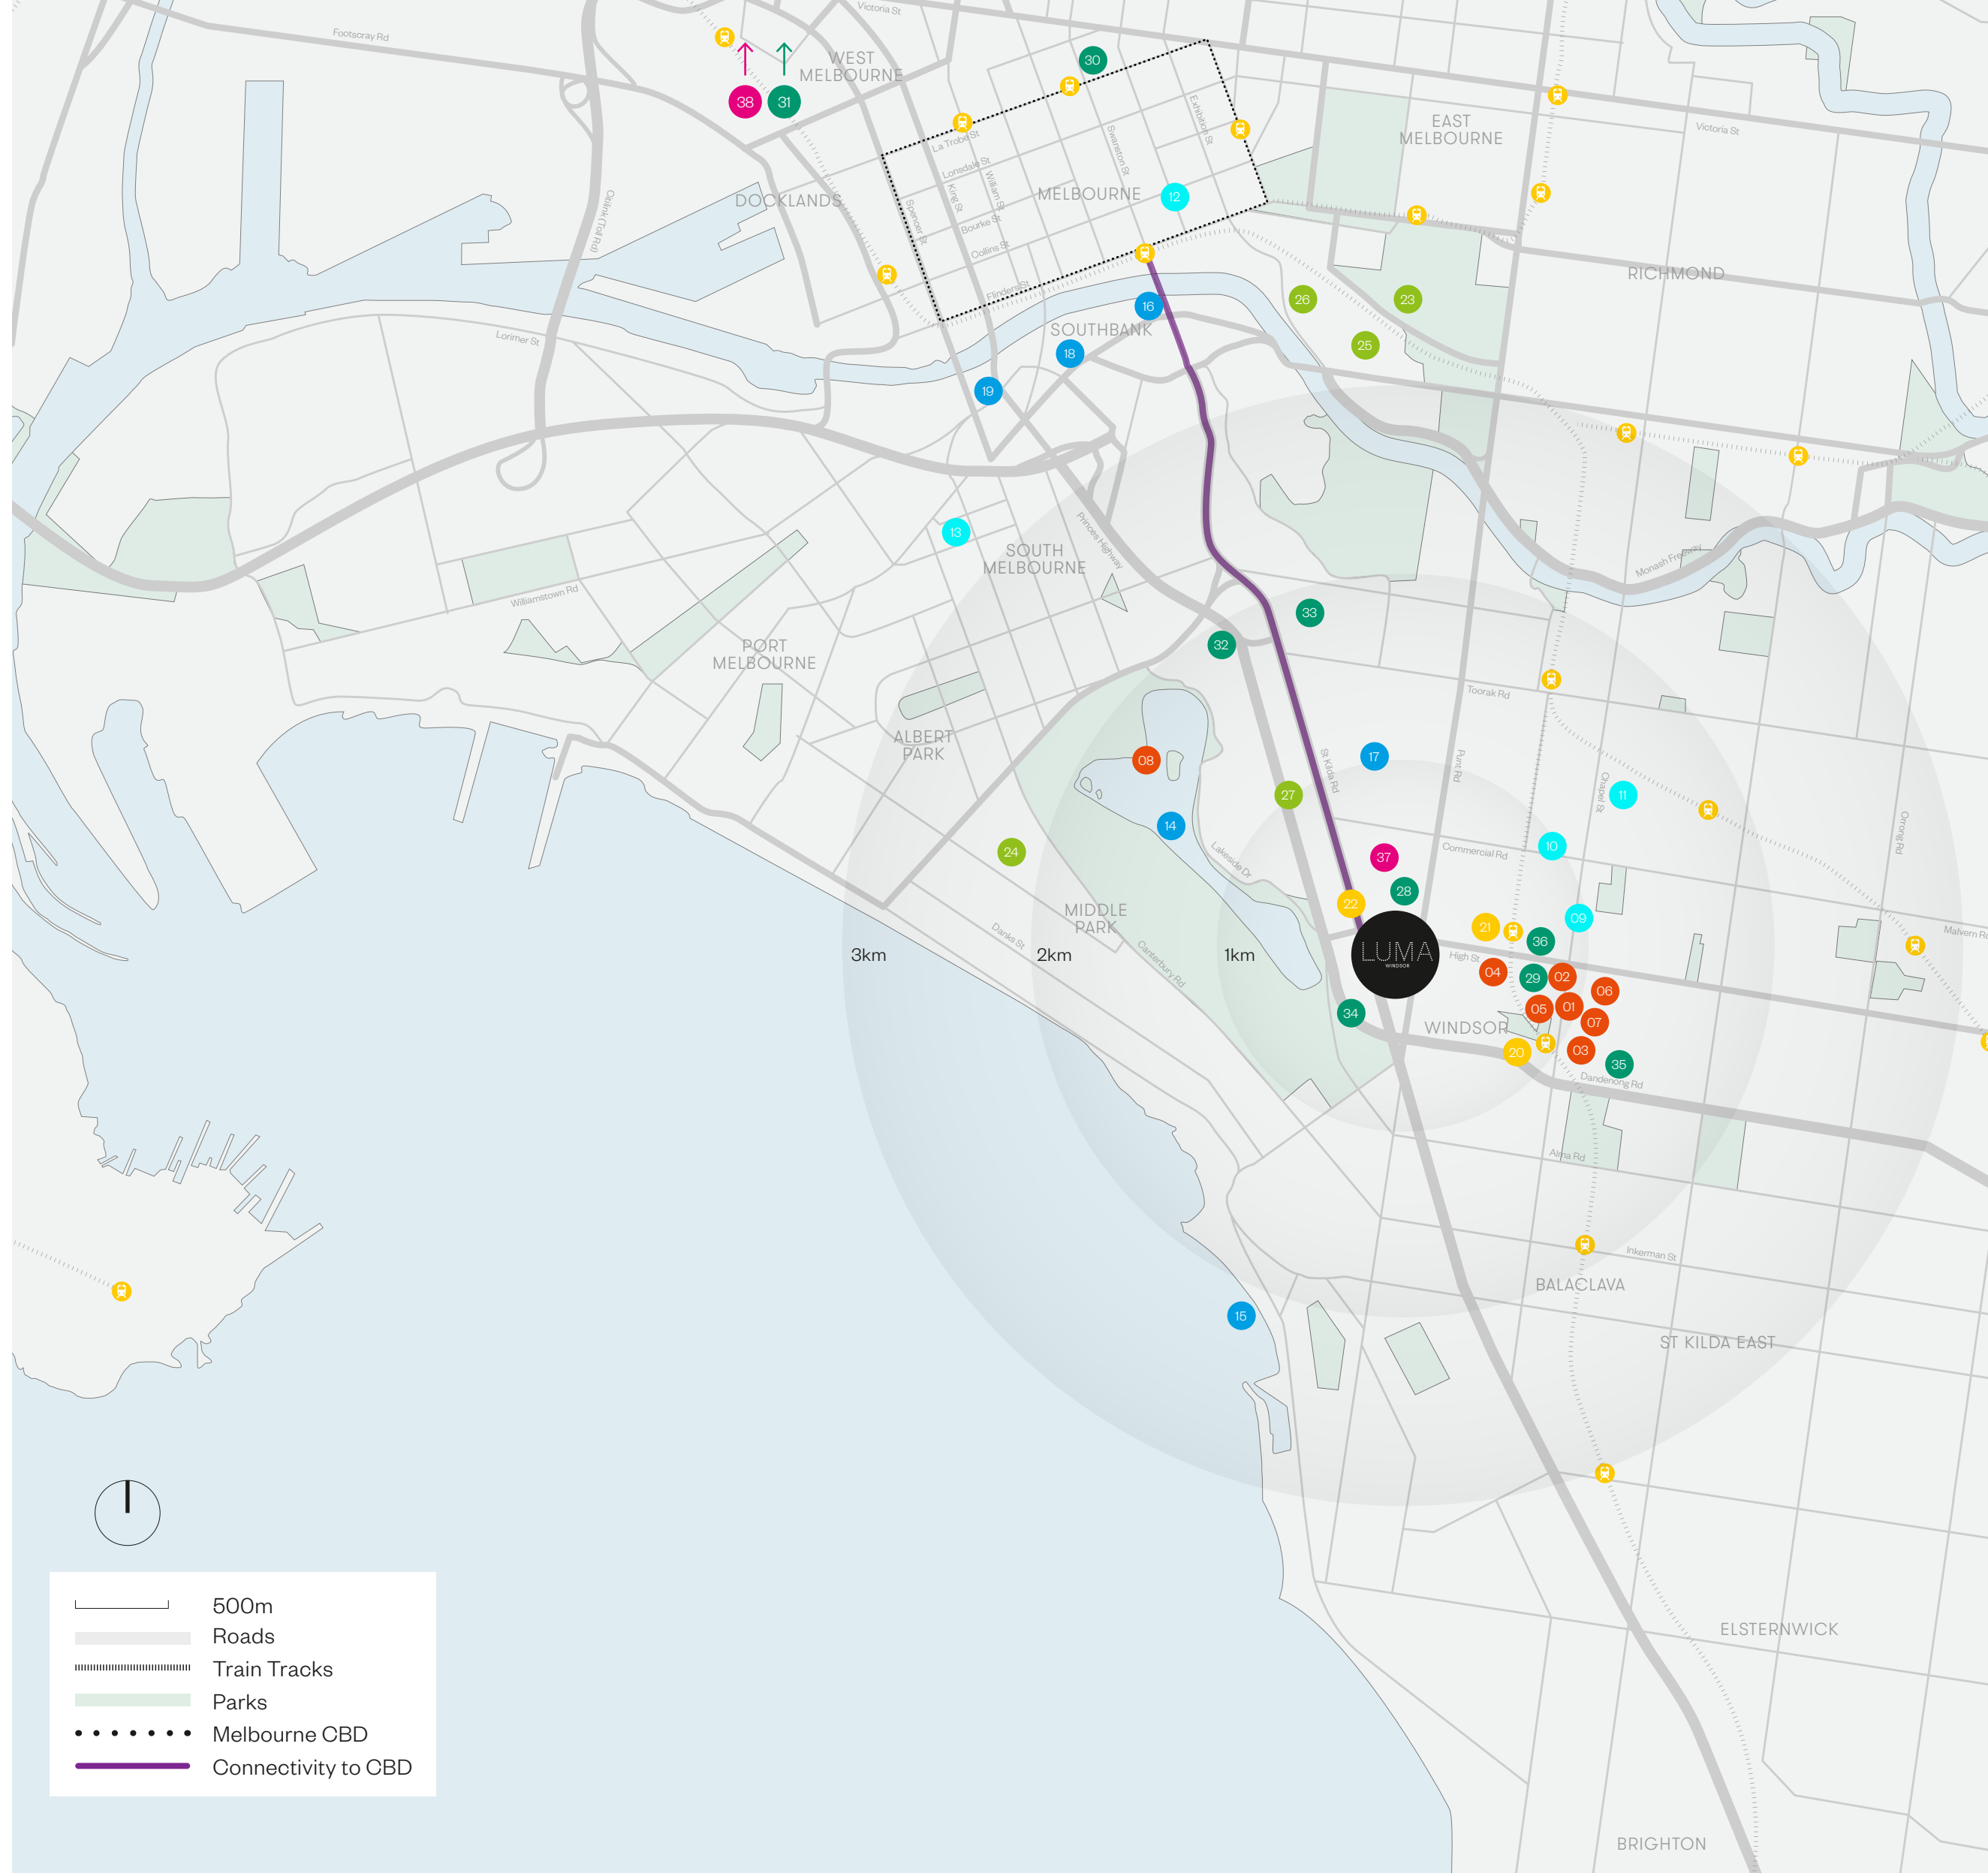 Victoria St
Footscray Rd
WEST
MELBOURNE
30
38
31
EAST
MELBOURNE
Victoria St
Exhibition St
Swanston St
La Trobe St
Lonsdale St
King St
William St
DOCKLANDS
MELBOURNE
12
Spencer St
Bourke St
Collins St
Flinders St
RICHMOND
26
23
16
SOUTHBANK
25
Lorimer St
18
19
13
SOUTH
MELBOURNE
Princes Highway
Monash Freeway
Williamstown Rd
33
32
PORT
MELBOURNE
Toorak Rd
ALBERT
PARK
08
17
St Kilda Rd
Punt Rd
Chapel St
11
27
14
Orrong Rd
24
Lakeside Dr
37
Commercial Rd
10
28
22
MIDDLE
PARK
09
21
36
Danks St
Canterbury Rd
Malvern Rd
3km
2km
1km
LUMA
WINDSOR
High St
04
29
02
06
05
01
07
34
WINDSOR
20
03
35
Dandenong Rd
Alma Rd
Inkerman St
BALACLAVA
15
ST KILDA EAST
500m
Roads
Train Tracks
Parks
Melbourne CBD
Connectivity to CBD
ELSTERNWICK
BRIGHTON